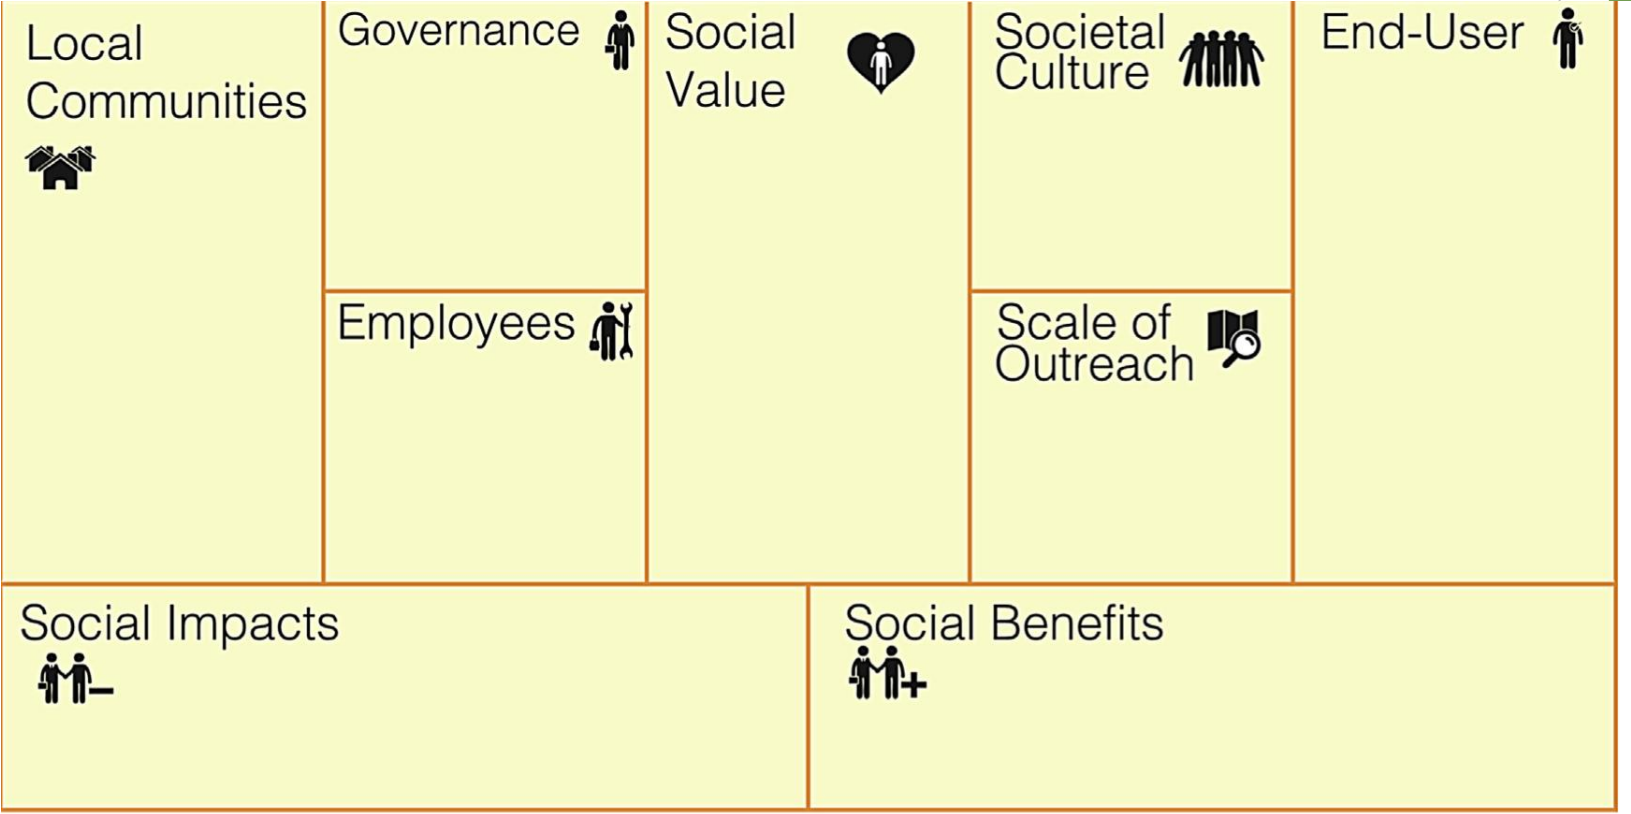 Local
Communities
Governance
Employees
Social
Value
Societal
Culture
Scale of
Outreach
End-User
Social Impacts
Social Benefits